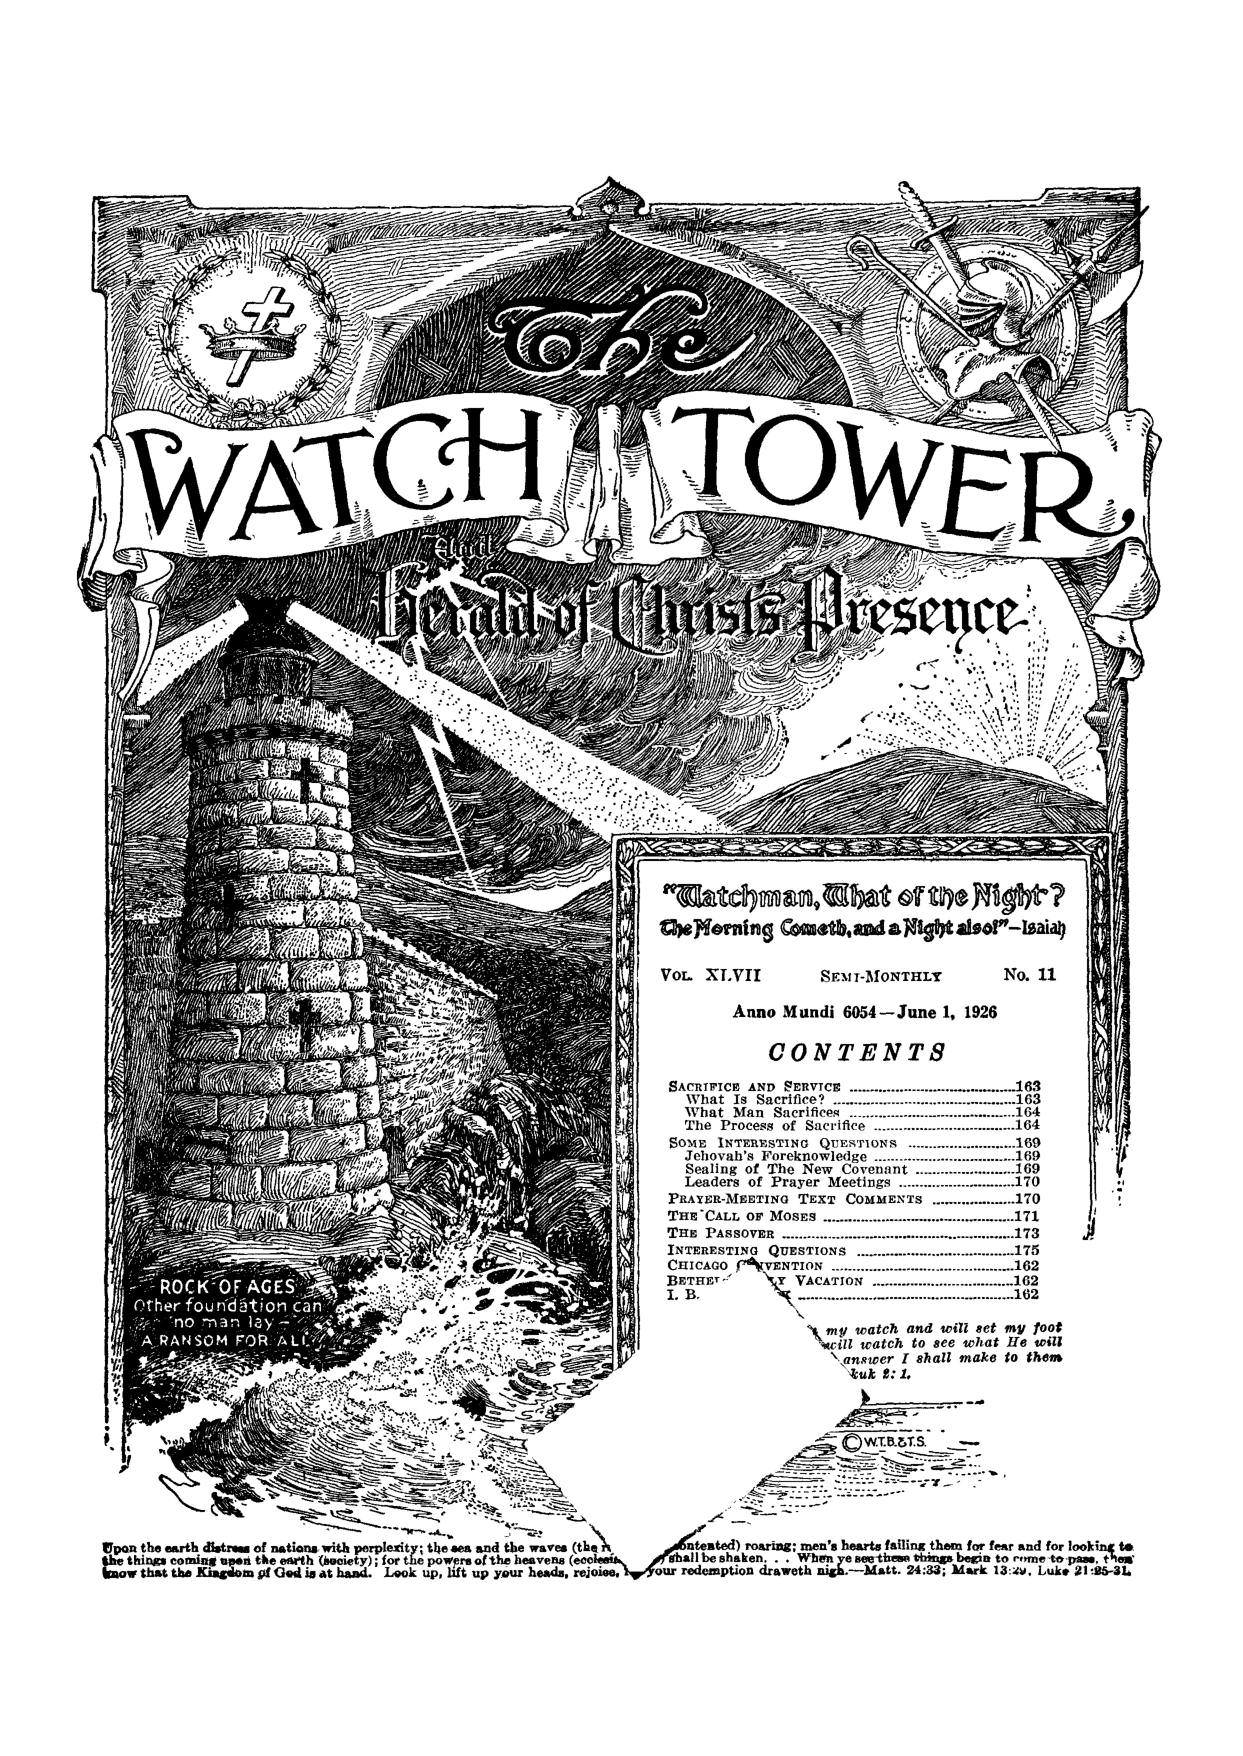 The
WATCH TOWER
And
Herald of Christ's Presence
"Watchman, What of the Night?
The Morning Cometh, and a Night also!"—Isaiah
VOL. XLVII SEMI-MONTHLY No. 11
Anno Mundi 6054—June 1, 1926
CONTENTS
SACRIFICE AND SERVICE 163
What Is Sacrifice? 163
What Man Sacrifices 164
The Process of Sacrifice 164
SOME INTERESTING QUESTIONS 169
Jehovah's Foreknowledge 169
Sealing of The New Covenant 169
Leaders of Prayer Meetings 170
PRAYER-MEETING TEXT COMMENTS 170
THE CALL OF MOSES 171
THE PASSOVER 173
INTERESTING QUESTIONS 175
CHICAGO VENTION 162
BETHE Y VACATION 162
I. B. 162
my watch and will set my foot
will watch to see what He will
answer I shall make to them
kuk 2:1.
ROCK OF AGES
Other foundation can
no man lay—
A RANSOM FOR ALL
©W.T.B.&T.S.
Upon the earth distress of nations with perplexity; the sea and the waves (the ontented) roaring; men's hearts failing them for fear and for looking to
the things coming upon the earth (society); for the powers of the heavens (ecclesia shall be shaken. . . When ye see these things begin to come to pass, then
know that the Kingdom of God is at hand. Look up, lift up your heads, rejoice, your redemption draweth nigh.—Matt. 24:33; Mark 13:29, Luke 21:25-31.